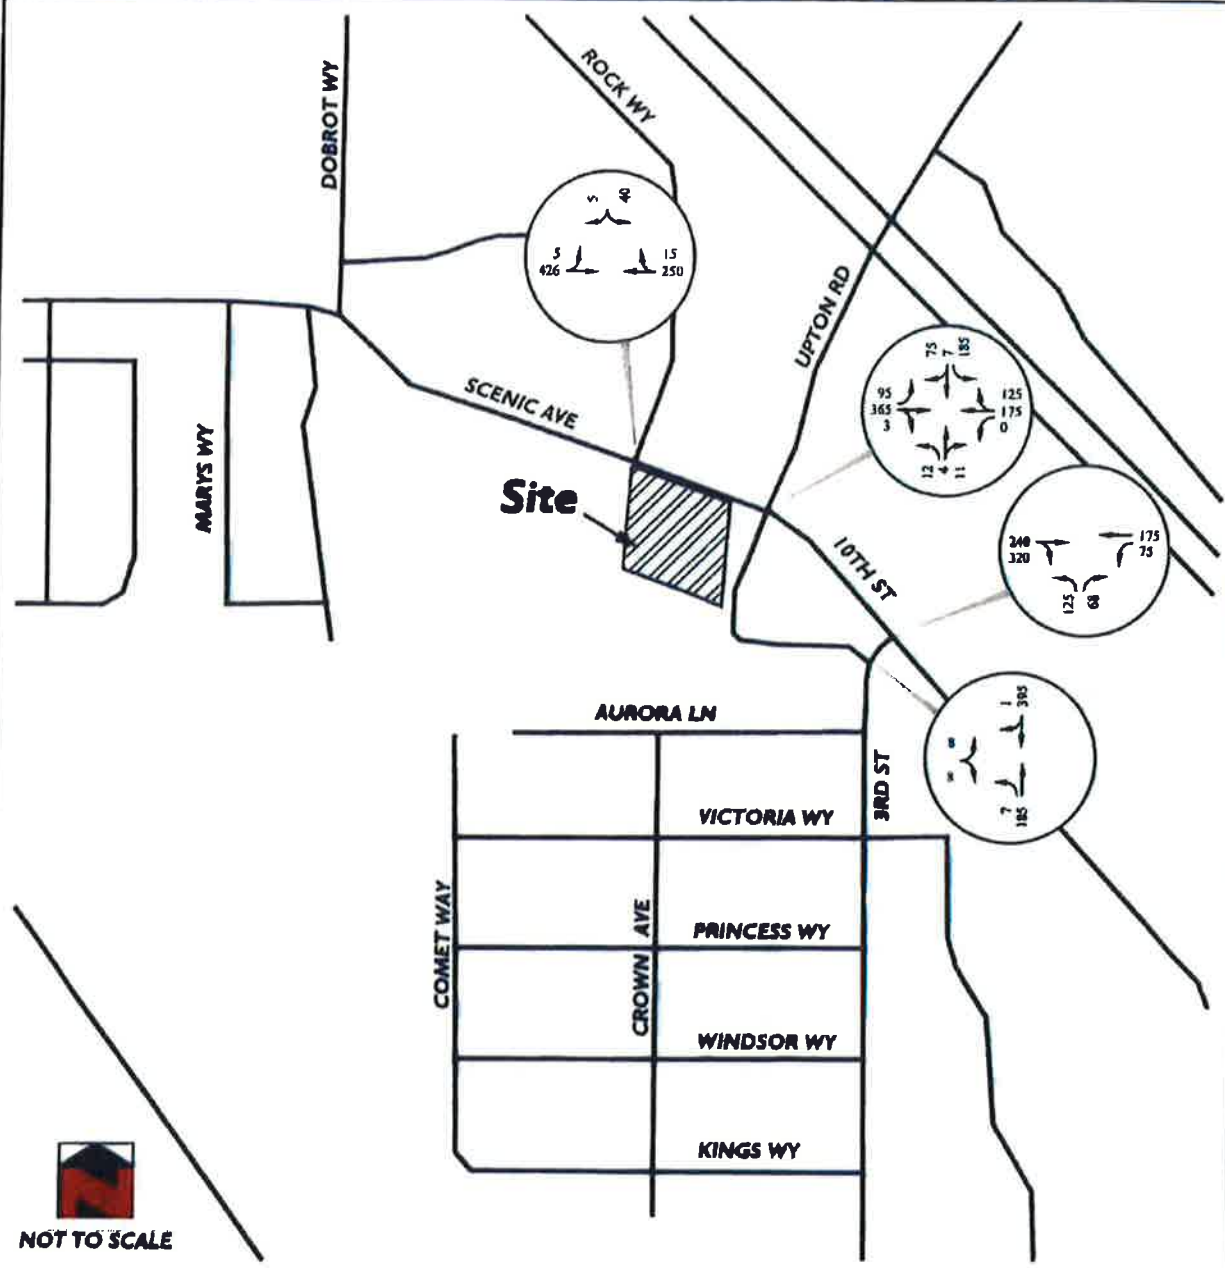 DOBROT WY
ROCK WY
5 40
5
426
15
250
UPTON RD
SCENIC AVE
75 7 185
95
365
3
125
175
0
12 4 11
MARYS WY
Site
10TH ST
240
320
175
75
125 68
AURORA LN
1 395
7 185
3RD ST
VICTORIA WY
COMET WAY
CROWN AVE
PRINCESS WY
WINDSOR WY
KINGS WY
NOT TO SCALE